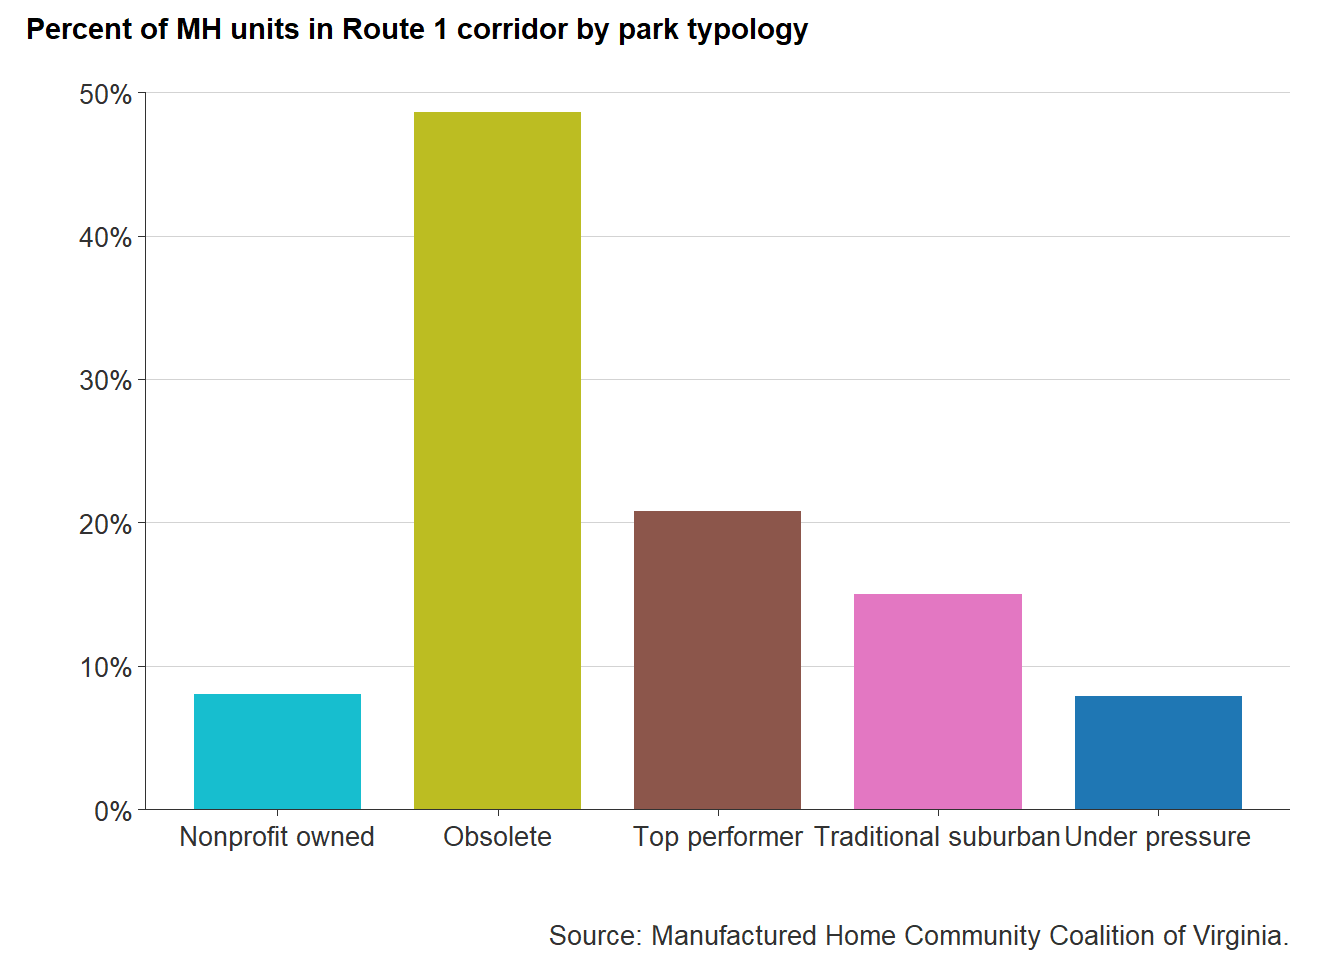 Percent of MH units in Route 1 corridor by park typology
50%
40%
30%
20%
10%
0%
Nonprofit owned Obsolete Top performer Traditional suburban Under pressure
Source: Manufactured Home Community Coalition of Virginia.